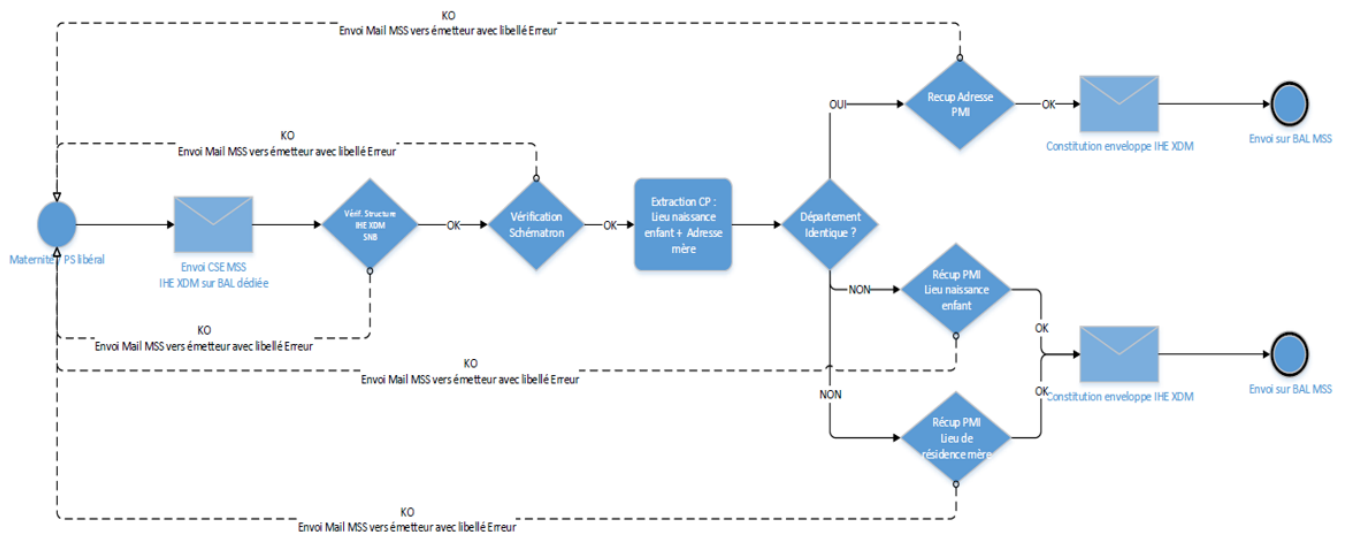 KO
Envoi Mail MSS vers émetteur avec libellé Erreur
KO
Envoi Mail MSS vers émetteur avec libellé Erreur
Maternité PS libéral
Envoi CSE MSS
IHE XDM sur BAL dédiée
Vérif. Structure
IHE XDM
SNB
OK
Vérification
Schématron
OK
Extraction CP :
Lieu naissance
enfant + Adresse
mère
Département
Identique ?
OUI
Recup Adresse
PMI
OK
Constitution enveloppe IHE XDM
Envoi sur BAL MSS
NON
Récup PMI
Lieu naissance
enfant
OK
NON
Récup PMI
Lieu de
résidence mère
OK
Constitution enveloppe IHE XDM
Envoi sur BAL MSS
KO
Envoi Mail MSS vers émetteur avec libellé Erreur
KO
Envoi Mail MSS vers émetteur avec libellé Erreur
KO
Envoi Mail MSS vers émetteur avec libellé Erreur